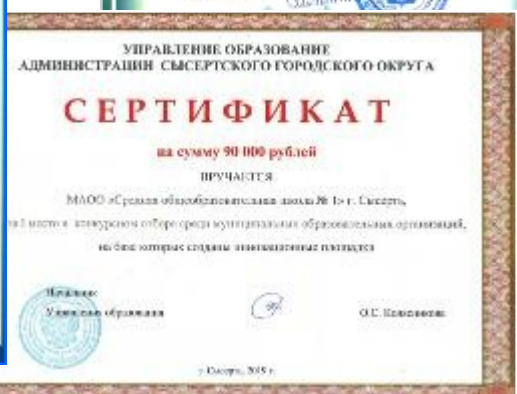 УПРАВЛЕНИЕ ОБРАЗОВАНИЕ
АДМИНИСТРАЦИИ СЫСЕРТСКОГО ГОРОДСКОГО ОКРУГА
СЕРТИФИКАТ
на сумму 90 000 рублей
ВРУЧАЕТСЯ
МАОО «Средняя общеобразовательная школа № 1» г. Сысерть,
за 1 место в конкурсном отборе среди муниципальных образовательных организаций,
на базе которых созданы инновационные площадки
Начальник
Управления образования
О.С.
г. Сысерть, 2019 г.